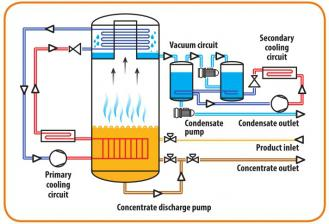 Vacuum circuit
Secondary
cooling
circuit
Condensate
pump
Condensate outlet
Product inlet
Concentrate outlet
Primary
cooling
circuit
Concentrate discharge pump